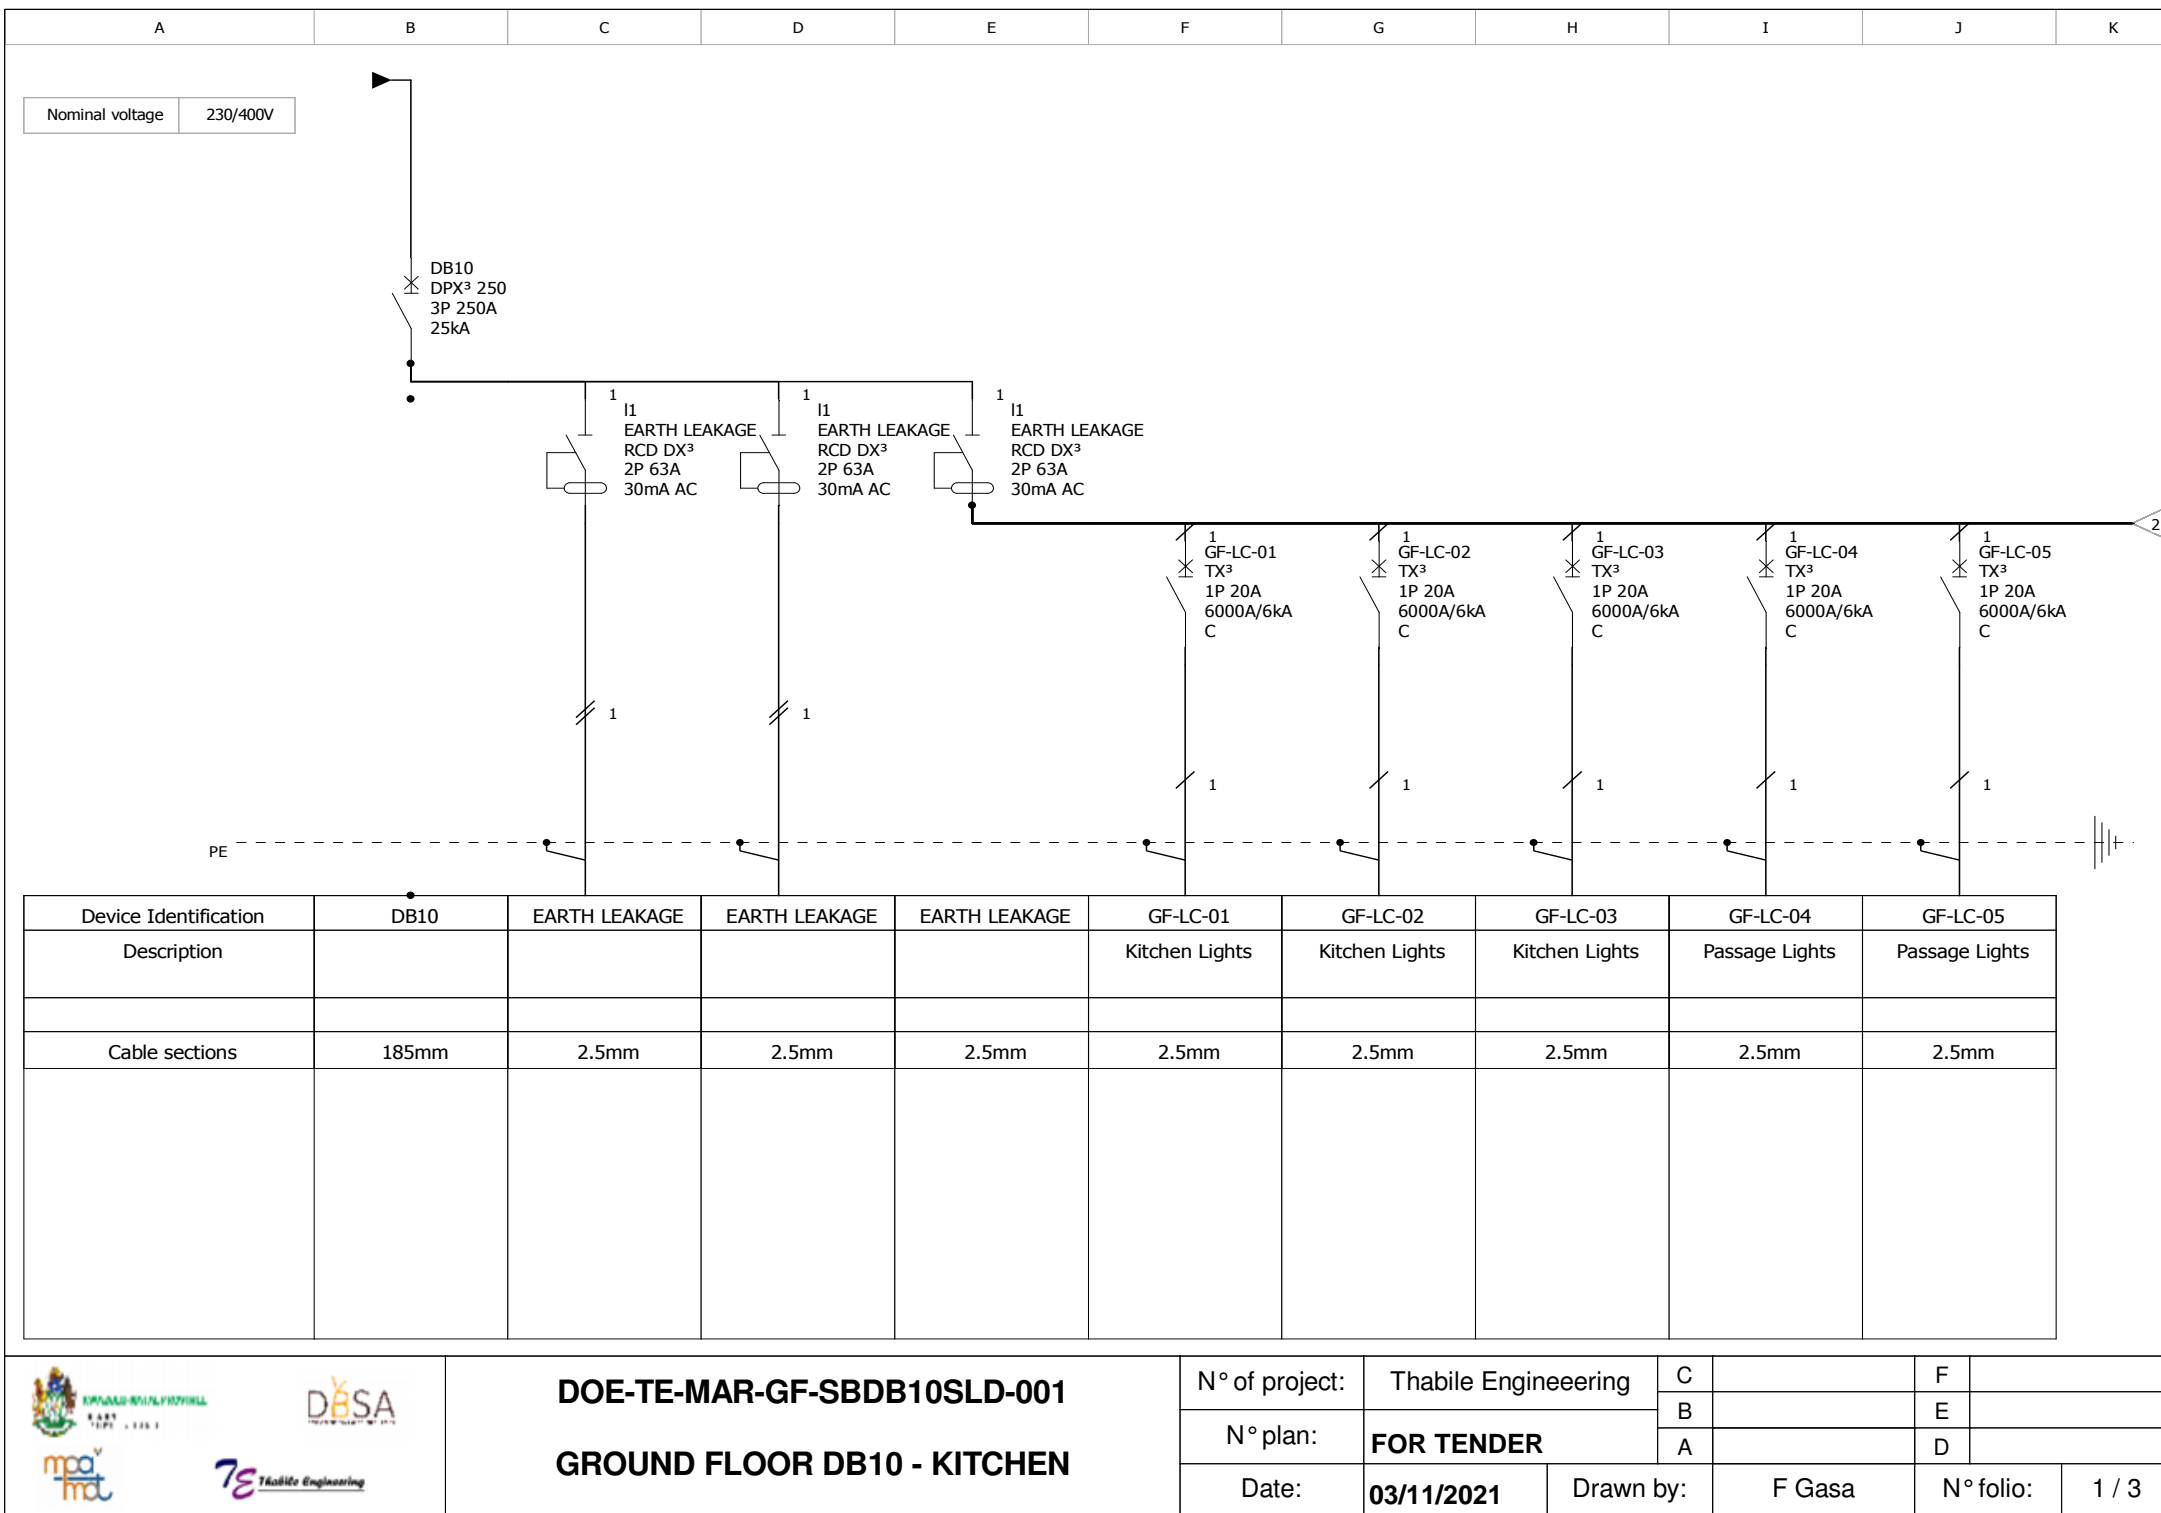 A B C D E F G H I J K
Nominal voltage 230/400V
DB10
DPX³ 250
3P 250A
25kA
1
I1
EARTH LEAKAGE
RCD DX³
2P 63A
30mA AC
1
I1
EARTH LEAKAGE
RCD DX³
2P 63A
30mA AC
1
I1
EARTH LEAKAGE
RCD DX³
2P 63A
30mA AC
2
1
GF-LC-01
TX³
1P 20A
6000A/6kA
C
1
GF-LC-02
TX³
1P 20A
6000A/6kA
C
1
GF-LC-03
TX³
1P 20A
6000A/6kA
C
1
GF-LC-04
TX³
1P 20A
6000A/6kA
C
1
GF-LC-05
TX³
1P 20A
6000A/6kA
C
1 1
1 1 1 1 1
PE
Device Identification DB10 EARTH LEAKAGE EARTH LEAKAGE EARTH LEAKAGE GF-LC-01 GF-LC-02 GF-LC-03 GF-LC-04 GF-LC-05
Description Kitchen Lights Kitchen Lights Kitchen Lights Passage Lights Passage Lights
Cable sections 185mm 2.5mm 2.5mm 2.5mm 2.5mm 2.5mm 2.5mm 2.5mm 2.5mm
DBSA
mpa
mot
TE Thabile Engineering
DOE-TE-MAR-GF-SBDB10SLD-001
GROUND FLOOR DB10 - KITCHEN
N° of project: Thabile Engineeering
N° plan: FOR TENDER
Date: 03/11/2021 Drawn by: F Gasa N° folio: 1 / 3
C F
B E
A D